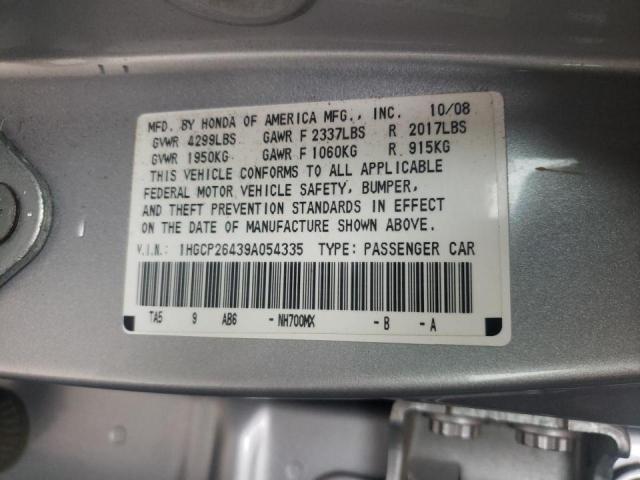 MFD. BY HONDA OF AMERICA MFG., INC. 10/08
GVWR 4299LBS GAWR F 2337LBS R 2017LBS
GVWR 1950KG GAWR F 1060KG R 915KG
THIS VEHICLE CONFORMS TO ALL APPLICABLE
FEDERAL MOTOR VEHICLE SAFETY, BUMPER,
AND THEFT PREVENTION STANDARDS IN EFFECT
ON THE DATE OF MANUFACTURE SHOWN ABOVE.
V.I.N.: 1HGCP26439A054335 TYPE: PASSENGER CAR
TA5 9 AB6 -NH700MX -B -A